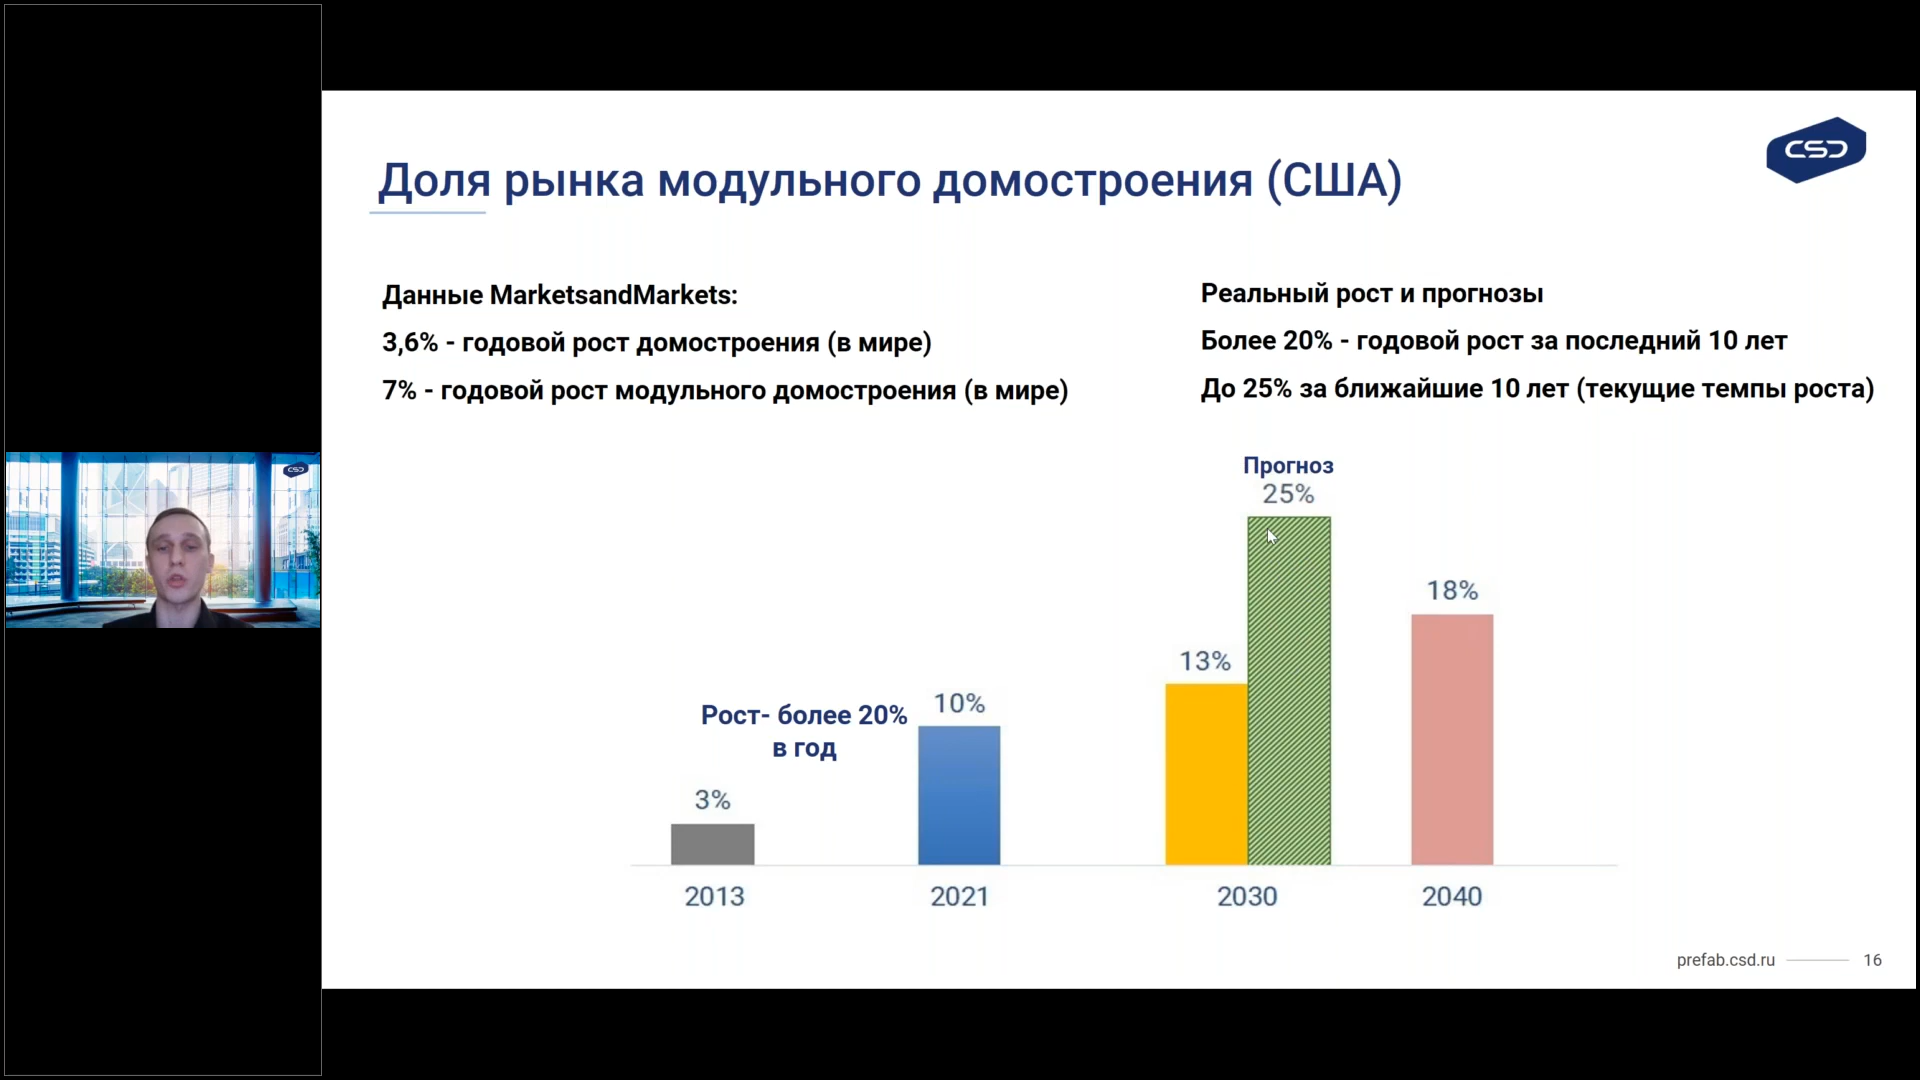 CSD
Доля рынка модульного домостроения (США)
Данные MarketsandMarkets:
3,6% - годовой рост домостроения (в мире)
7% - годовой рост модульного домостроения (в мире)
Реальный рост и прогнозы
Более 20% - годовой рост за последний 10 лет
До 25% за ближайшие 10 лет (текущие темпы роста)
Прогноз
25%
18%
13%
Рост- более 20%
в год
10%
3%
2013
2021
2030
2040
prefab.csd.ru
16
CSD